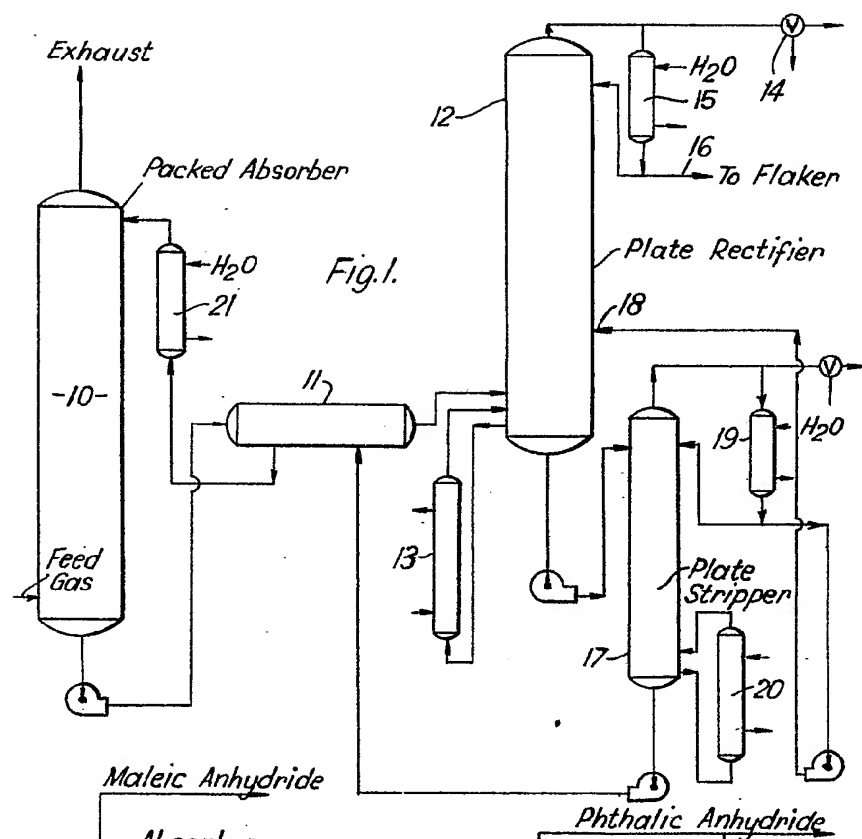 Exhaust
Packed Absorber
H2O
21
-10-
Feed
Gas
Fig.1.
11
12
13
H2O
15
14
16
To Flaker
Plate Rectifier
18
19
H2O
Plate
Stripper
17
20
V
V
Maleic Anhydride
Phthalic Anhydride